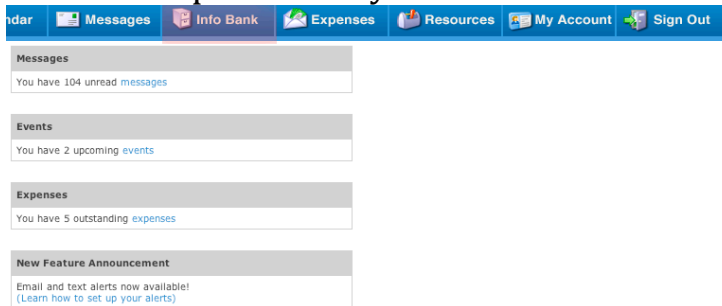 ndar Messages Info Bank Expenses Resources My Account Sign Out
Messages
You have 104 unread messages
Events
You have 2 upcoming events
Expenses
You have 5 outstanding expenses
New Feature Announcement
Email and text alerts now available!
(Learn how to set up your alerts)